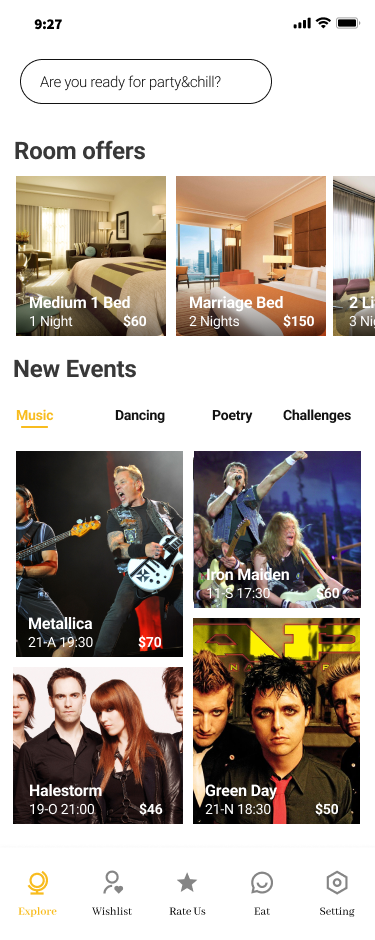 9:27
Are you ready for party&chill?
Room offers
Medium 1 Bed
1 Night $60
Marriage Bed
2 Nights $150
2 Li
3 Nig
New Events
Music Dancing Poetry Challenges
Metallica
21-A 19:30 $70
Iron Maiden
11-S 17:30 $60
Halestorm
19-O 21:00 $46
Green Day
21-N 18:30 $50
Explore Wishlist Rate Us Eat Setting